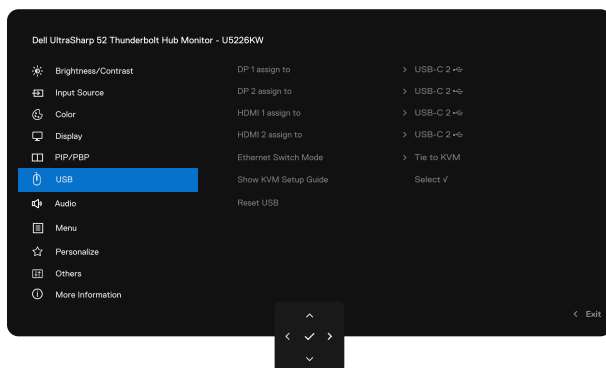 Dell UltraSharp 52 Thunderbolt Hub Monitor - U5226KW
Brightness/Contrast
DP 1 assign to > USB-C 2
Input Source
DP 2 assign to > USB-C 2
Color
HDMI 1 assign to > USB-C 2
Display
HDMI 2 assign to > USB-C 2
PIP/PBP
Ethernet Switch Mode > Tie to KVM
USB
Show KVM Setup Guide Select √
Audio
Reset USB
Menu
Personalize
Others
More Information
< Exit